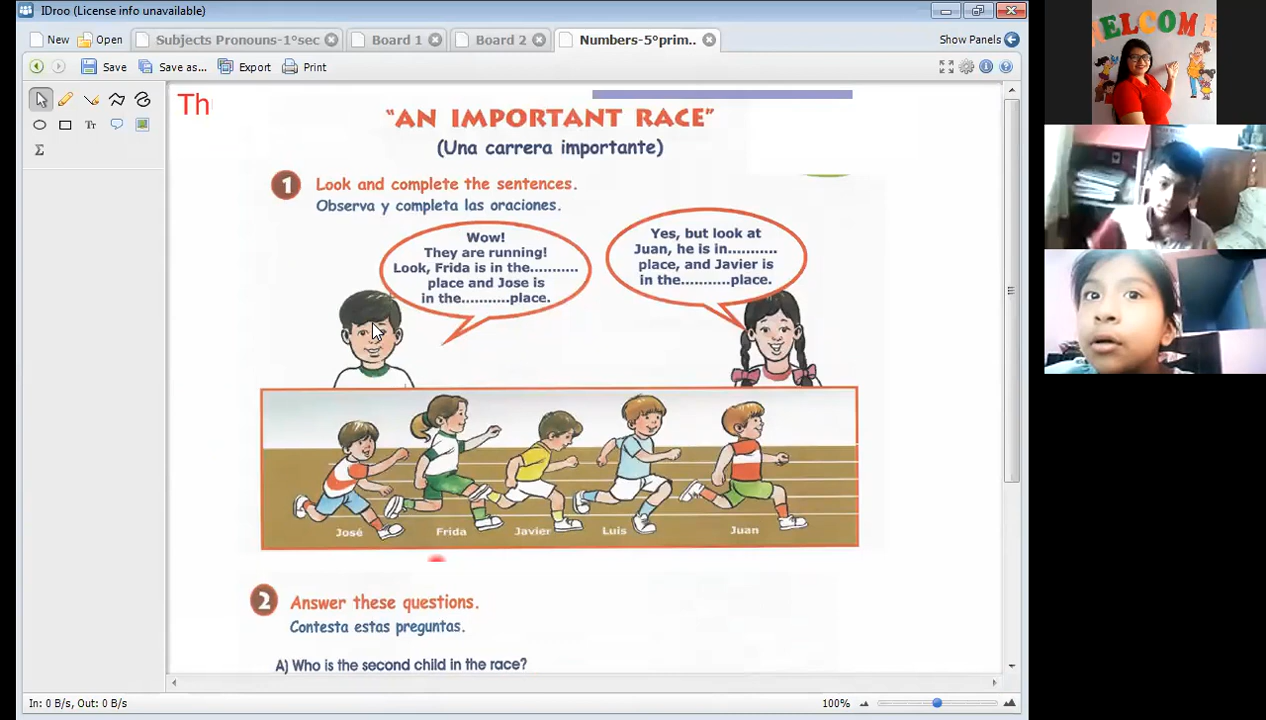 IDroo (License info unavailable)
New Open Subjects Pronouns-1°sec Board 1 Board 2 Numbers-5°prim.. Show Panels
Save Save as... Export Print
Tr
Σ
Th
"AN IMPORTANT RACE"
(Una carrera importante)
1 Look and complete the sentences.
Observa y completa las oraciones.
Wow!
They are running!
Look, Frida is in the...........
place and Jose is
in the...........place.
Yes, but look at
Juan, he is in...........
place, and Javier is
in the...........place.
José Frida Javier Luis Juan
2 Answer these questions.
Contesta estas preguntas.
A) Who is the second child in the race?
In: 0 B/s, Out: 0 B/s 100%
WELCOME